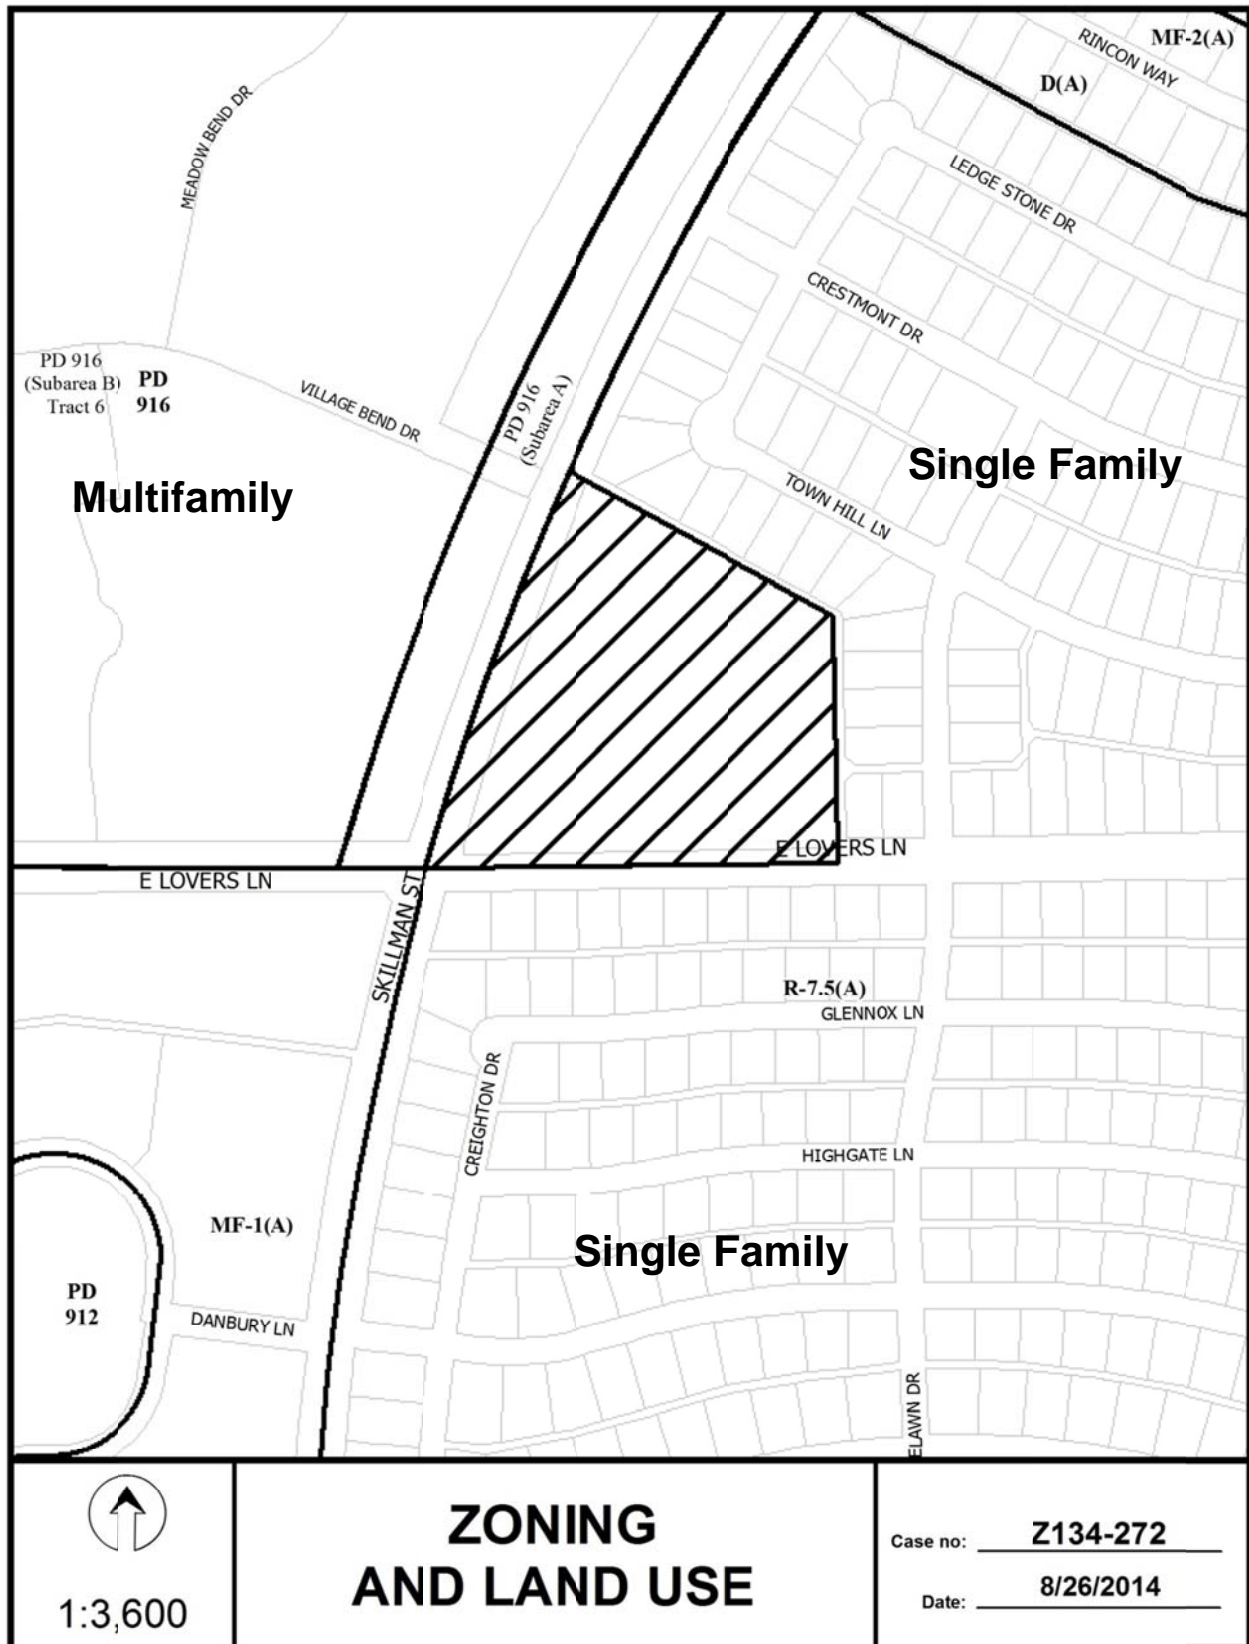 MF-2(A)
RINCON WAY
D(A)
MEADOW BEND DR
LEDGE STONE DR
CRESTMONT DR
PD 916
(Subarea B)
Tract 6
PD
916
VILLAGE BEND DR
PD 916
(Subarea A)
Multifamily
Single Family
TOWN HILL LN
E LOVERS LN
E LOVERS LN
SKILLMAN ST
R-7.5(A)
GLENNOX LN
CREIGHTON DR
HIGHGATE LN
MF-1(A)
Single Family
PD
912
DANBURY LN
ELAWN DR
1:3,600
ZONING
AND LAND USE
Case no: Z134-272
Date: 8/26/2014